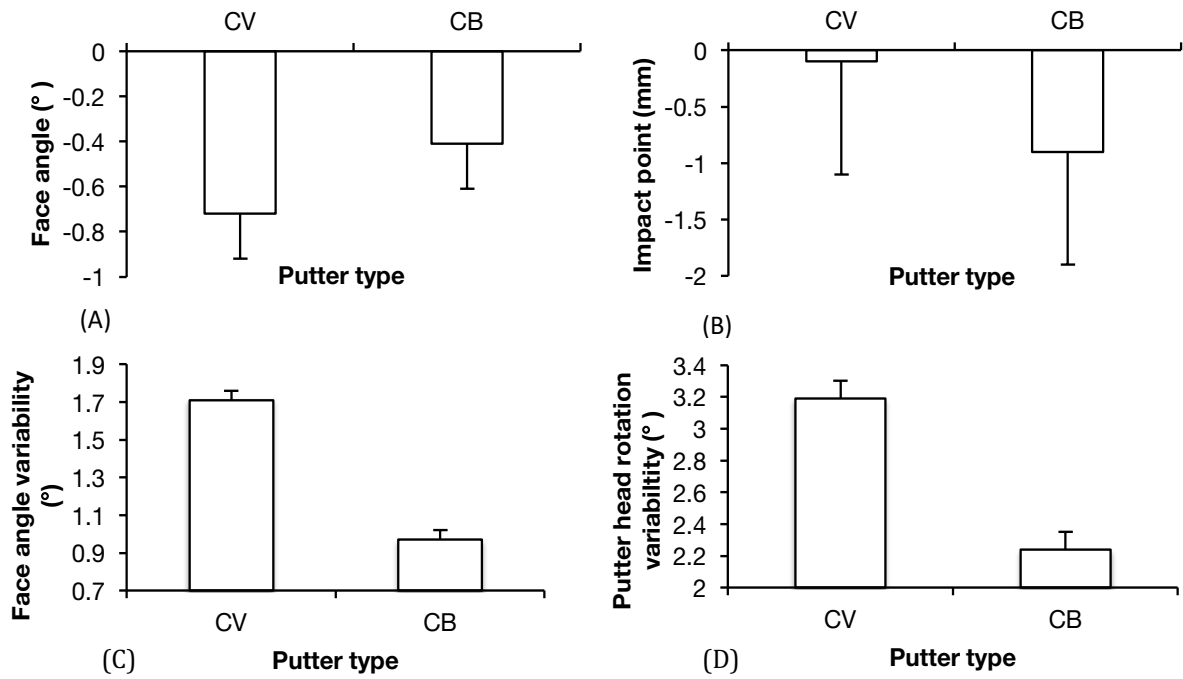 CV CB
0
-0.2
-0.4
-0.6
-0.8
-1
Face angle (° )
Putter type
(A)
CV CB
0
-0.5
-1
-1.5
-2
Impact point (mm)
Putter type
(B)
1.9
1.7
1.5
1.3
1.1
0.9
0.7
Face angle variability
(°)
CV CB
(C) Putter type
3.4
3.2
3
2.8
2.6
2.4
2.2
2
Putter head rotation
variabiltity (° )
CV CB
(D) Putter type